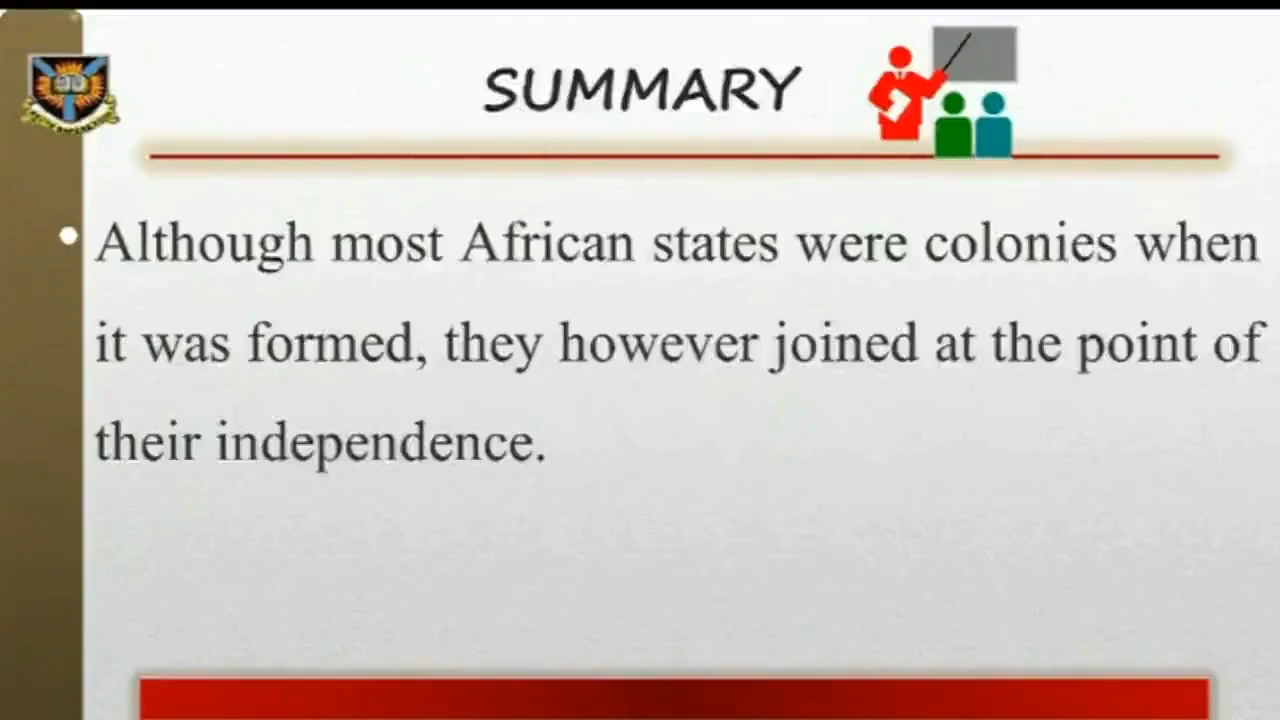 SUMMARY
• Although most African states were colonies when
it was formed, they however joined at the point of
their independence.